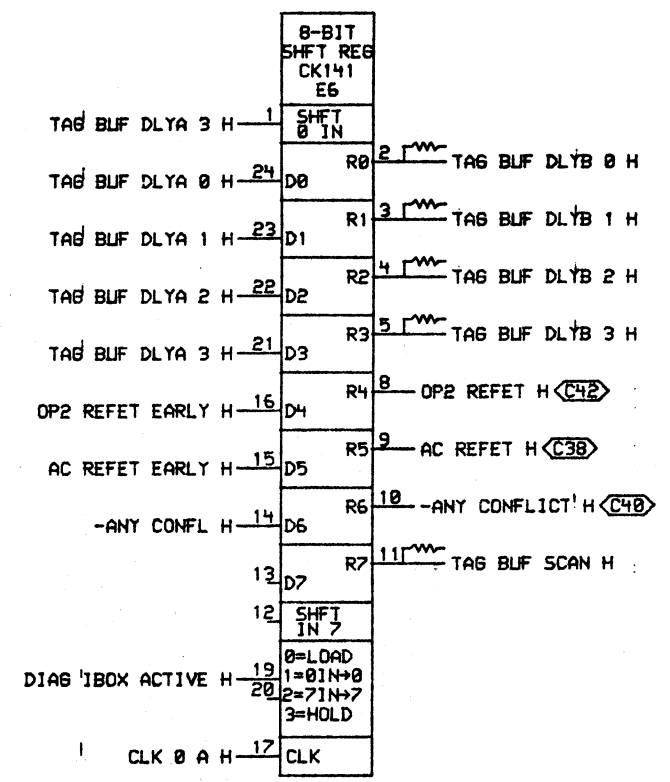 8-BIT
SHFT REG
CK141
E6
TAG BUF DLYA 3 H 1 SHFT 0 IN
R0 2 TAG BUF DLYB 0 H
TAG BUF DLYA 0 H 24 D0
R1 3 TAG BUF DLYB 1 H
TAG BUF DLYA 1 H 23 D1
R2 4 TAG BUF DLYB 2 H
TAG BUF DLYA 2 H 22 D2
R3 5 TAG BUF DLYB 3 H
TAG BUF DLYA 3 H 21 D3
R4 8 OP2 REFET H C42
OP2 REFET EARLY H 16 D4
R5 9 AC REFET H C38
AC REFET EARLY H 15 D5
R6 10 -ANY CONFLICT H C40
-ANY CONFL H 14 D6
R7 11 TAG BUF SCAN H
13 D7
12 SHFT IN 7
0=LOAD
DIAG IBOX ACTIVE H 19 1=0IN→0
20 2=7IN→7
3=HOLD
CLK 0 A H 17 CLK